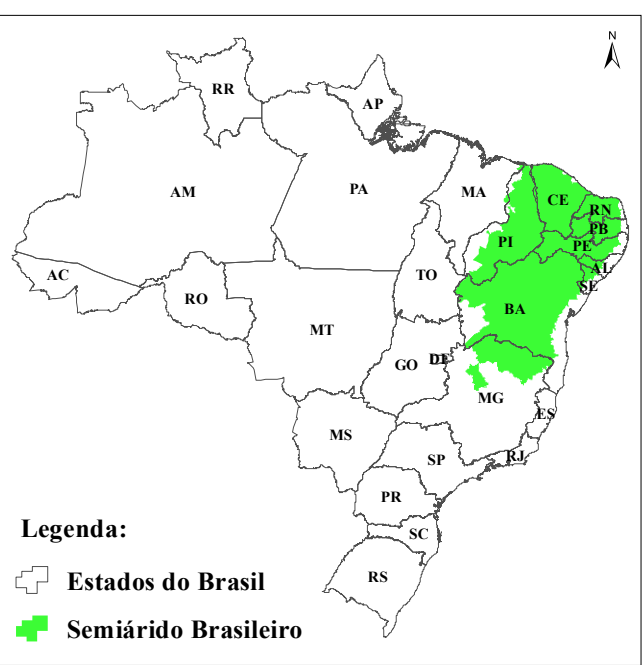 N
RR
AP
AM
PA
MA
CE
RN
PB
PI
PE
AL
SE
AC
RO
TO
BA
MT
GO
DF
MG
ES
MS
SP
RJ
PR
SC
RS
Legenda:
Estados do Brasil
Semiárido Brasileiro